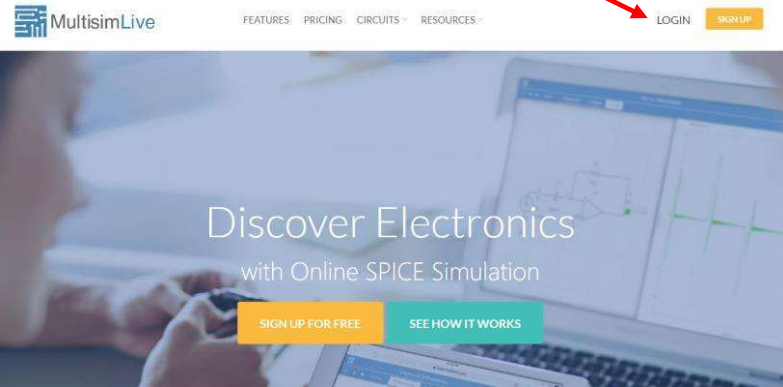 MultisimLive FEATURES PRICING CIRCUITS RESOURCES LOGIN SIGN UP
Discover Electronics
with Online SPICE Simulation
SIGN UP FOR FREE SEE HOW IT WORKS